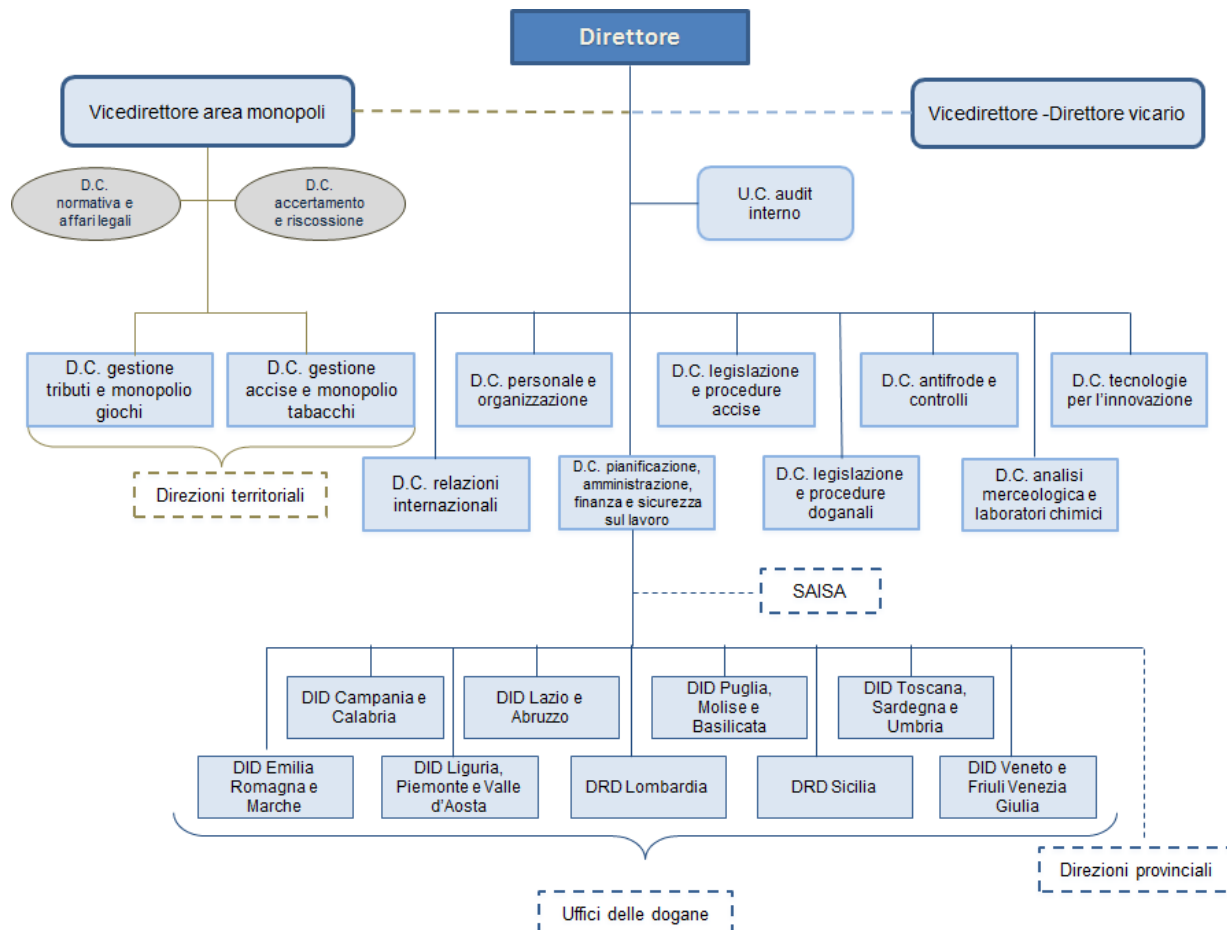 Direttore
Vicedirettore area monopoli
Vicedirettore -Direttore vicario
D.C.
normativa e
affari legali
D.C.
accertamento
e riscossione
U.C. audit
interno
D.C. gestione
tributi e monopolio
giochi
D.C. gestione
accise e monopolio
tabacchi
D.C. personale e
organizzazione
D.C. legislazione
e procedure
accise
D.C. antifrode e
controlli
D.C. tecnologie
per l'innovazione
Direzioni territoriali
D.C. relazioni
internazionali
D.C. pianificazione,
amministrazione,
finanza e sicurezza
sul lavoro
D.C. legislazione
e procedure
doganali
D.C. analisi
merceologica e
laboratori chimici
SAISA
DID Campania e
Calabria
DID Lazio e
Abruzzo
DID Puglia,
Molise e
Basilicata
DID Toscana,
Sardegna e
Umbria
DID Emilia
Romagna e
Marche
DID Liguria,
Piemonte e Valle
d'Aosta
DRD Lombardia
DRD Sicilia
DID Veneto e
Friuli Venezia
Giulia
Direzioni provinciali
Uffici delle dogane